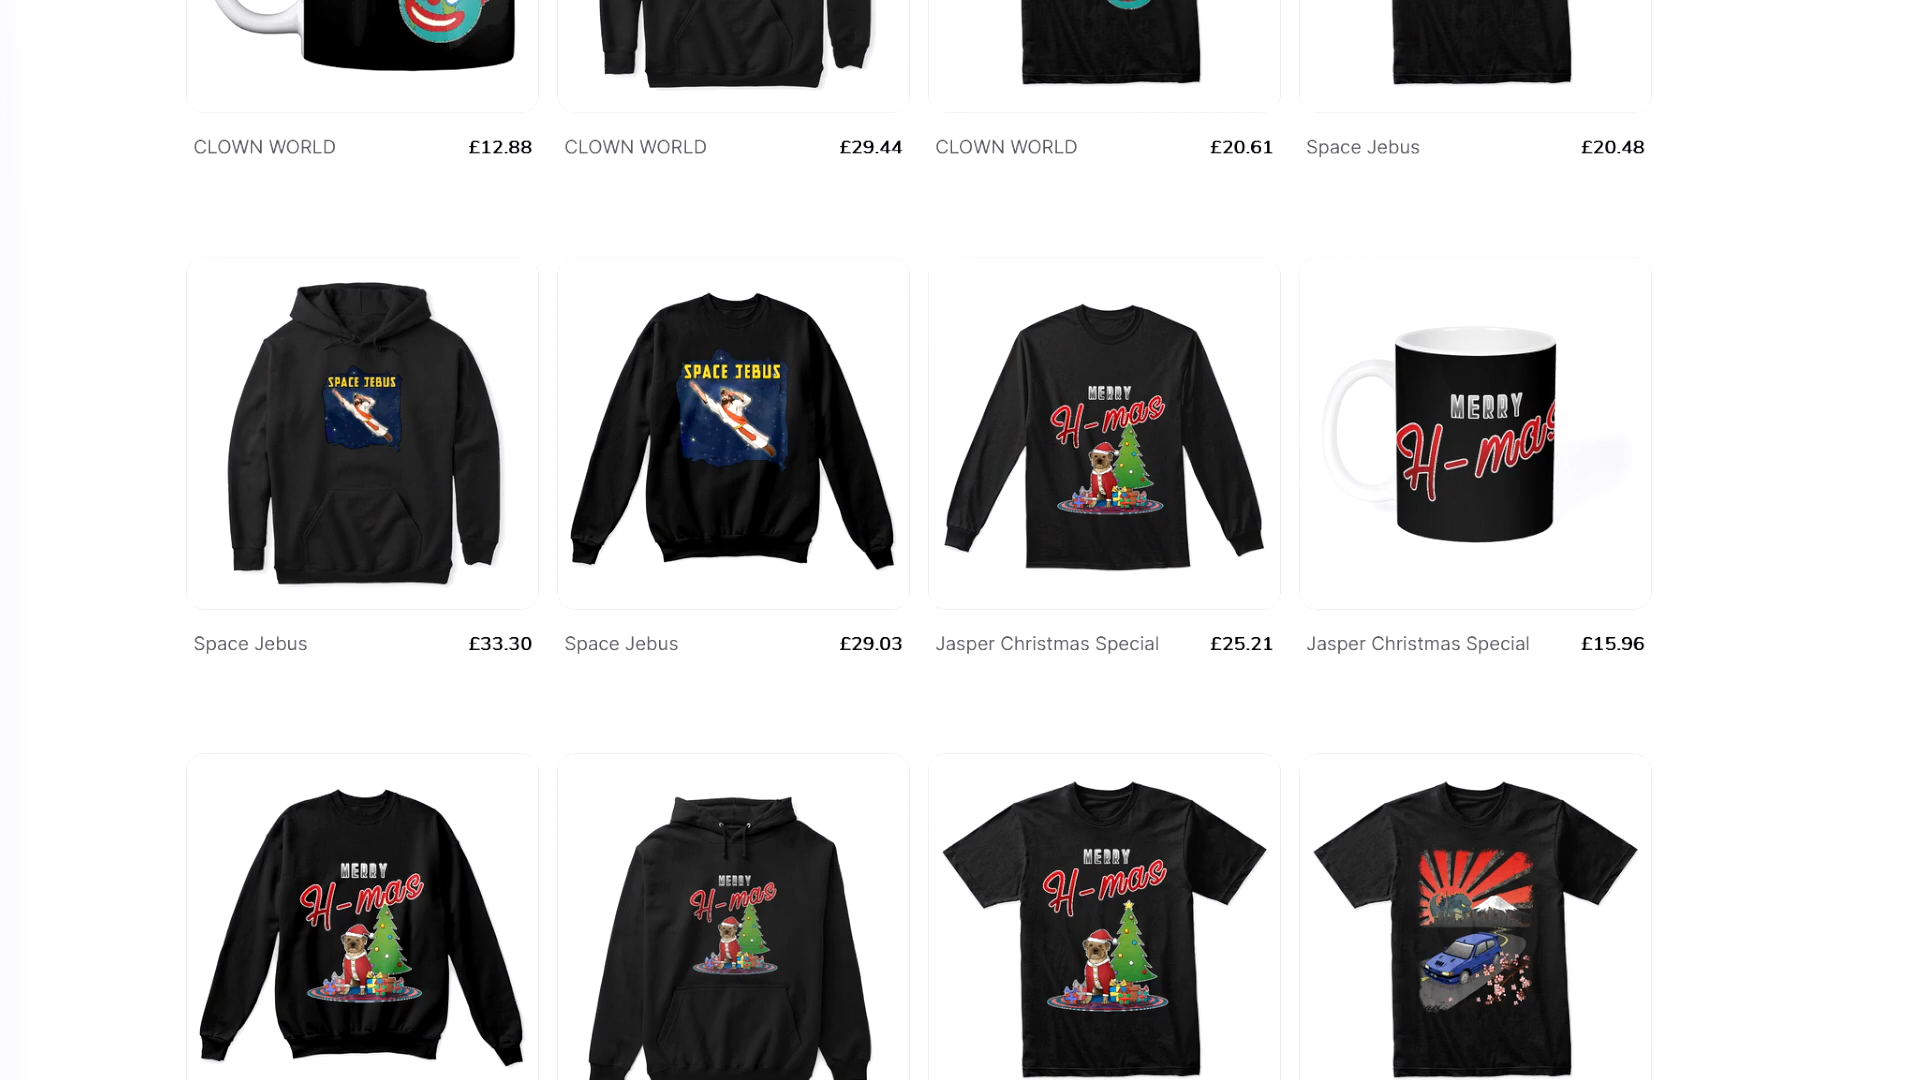 CLOWN WORLD £12.88
CLOWN WORLD £29.44
CLOWN WORLD £20.61
Space Jebus £20.48
SPACE JEBUS
SPACE JEBUS
MERRY
H-mas
MERRY
H-mas
Space Jebus £33.30
Space Jebus £29.03
Jasper Christmas Special £25.21
Jasper Christmas Special £15.96
MERRY
H-mas
MERRY
H-mas
MERRY
H-mas